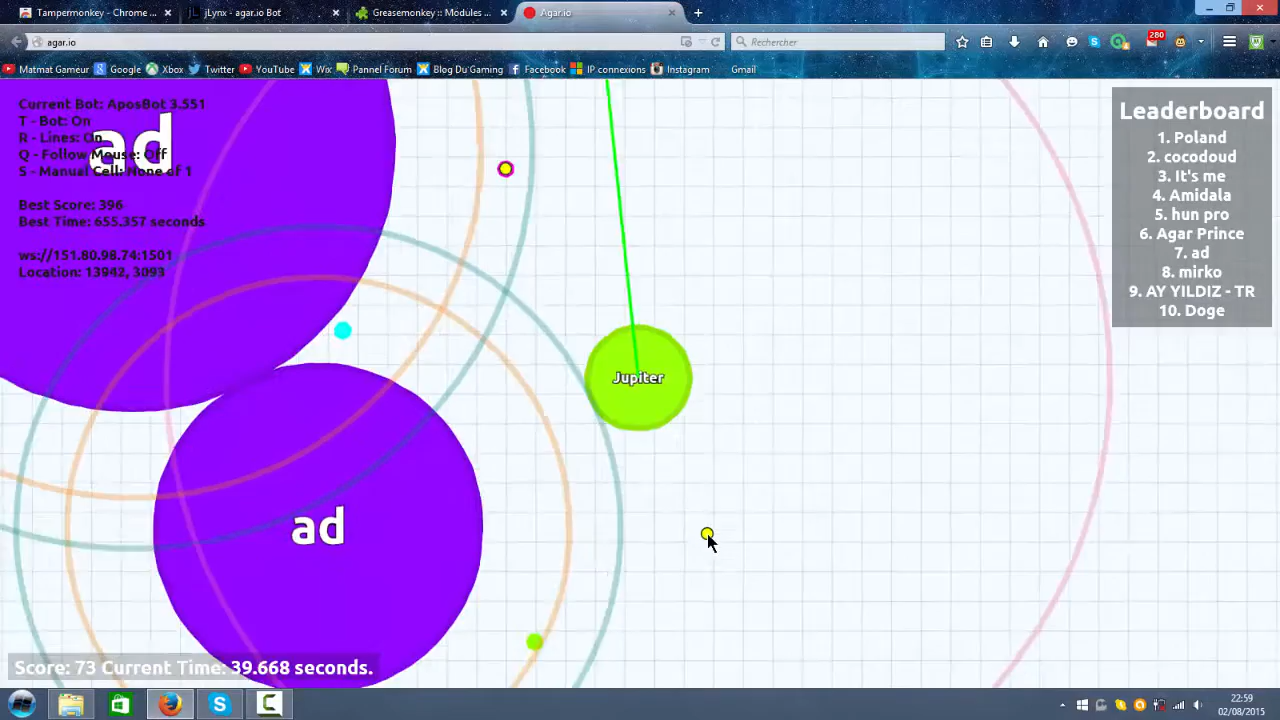 Tampermonkey - Chrome ...
jLynx - agar.io Bot
Greasemonkey :: Modules ...
Agar.io
agar.io
Rechercher
280
Matmat Gameur
Google
Xbox
Twitter
YouTube
Wix
Pannel Forum
Blog Du Gaming
Facebook
IP connexions
Instagram
Gmail
Current Bot: AposBot 3.551
T - Bot: On
R - Lines: On
Q - Follow Mouse: Off
S - Manual Cell: None of 1
Best Score: 396
Best Time: 655.357 seconds
ws://151.80.98.74:1501
Location: 13942, 3093
ad
Jupiter
ad
Leaderboard
1. Poland
2. cocodoud
3. It's me
4. Amidala
5. hun pro
6. Agar Prince
7. ad
8. mirko
9. AY YILDIZ - TR
10. Doge
Score: 73 Current Time: 39.668 seconds.
22:59
02/08/2015